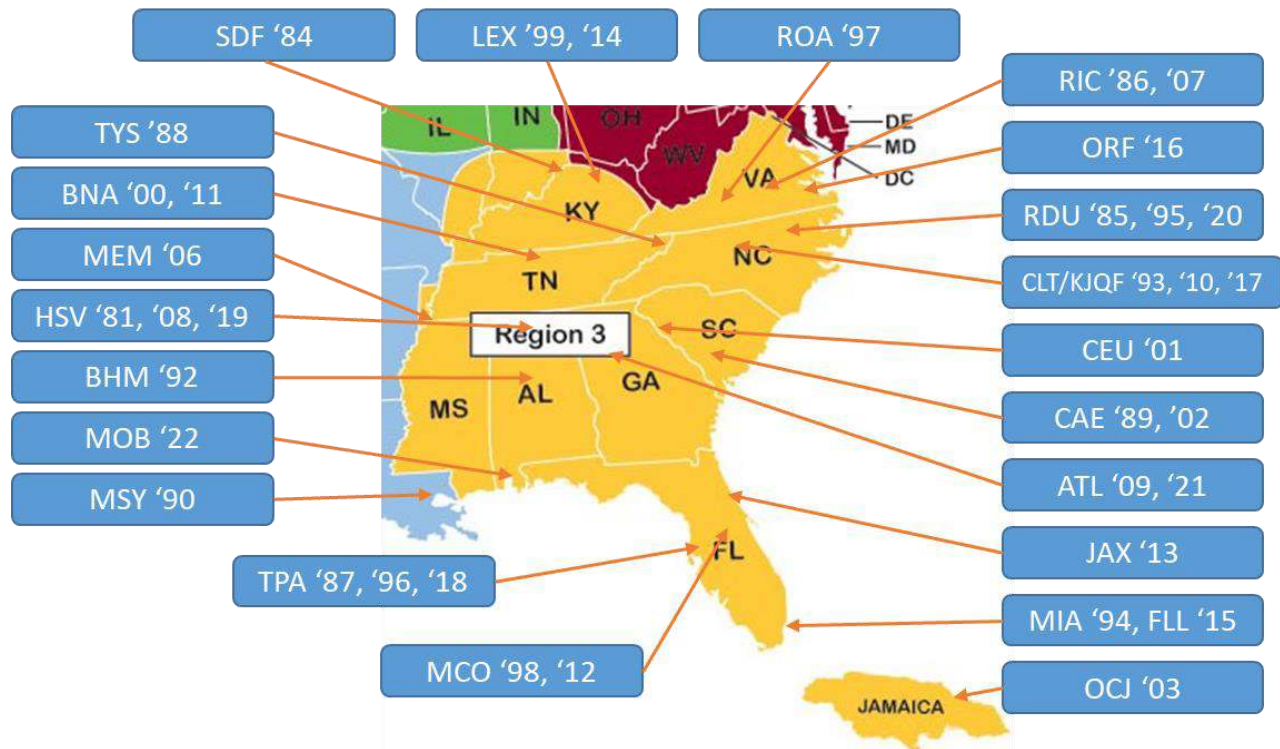 SDF ‘84
LEX ‘99, ‘14
ROA ‘97
RIC ’86, ‘07
TYS ’88
ORF ‘16
BNA ‘00, ‘11
RDU ‘85, ‘95, ‘20
MEM ‘06
CLT/KJQF ‘93, ‘10, ‘17
HSV ‘81, ‘08, ‘19
CEU ‘01
BHM ‘92
CAE ‘89, ’02
MOB ‘22
ATL ‘09, ‘21
MSY ‘90
JAX ‘13
TPA ‘87, ‘96, ‘18
MIA ‘94, FLL ‘15
MCO ‘98, ‘12
OCJ ‘03
IL
IN
OH
WV
VA
DE
MD
DC
KY
TN
NC
Region 3
SC
MS
AL
GA
FL
JAMAICA